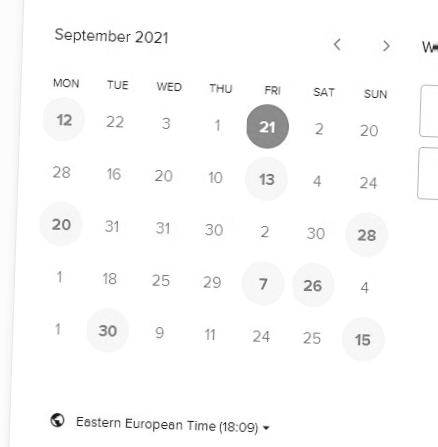 September 2021 < >
MON TUE WED THU FRI SAT SUN
12 22 3 1 21 2 20
28 16 20 10 13 4 24
20 31 31 30 2 30 28
1 18 25 29 7 26 4
1 30 9 11 24 25 15
Eastern European Time (18:09)